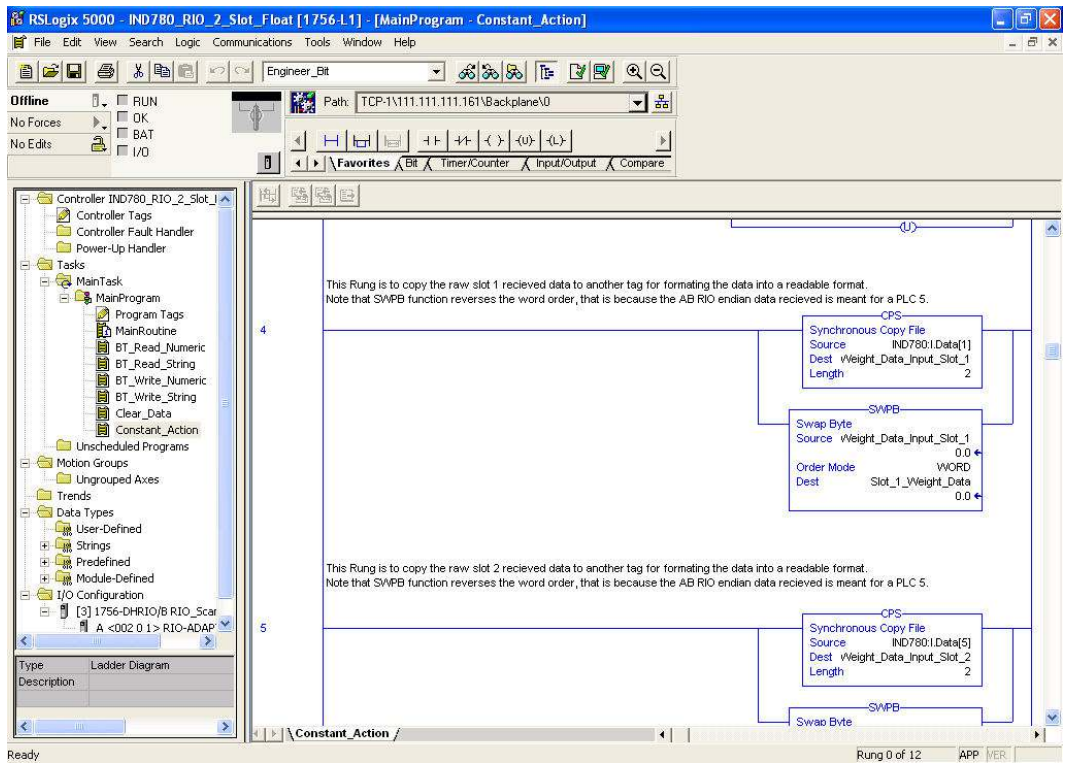 RSLogix 5000 - IND780_RIO_2_Slot_Float [1756-L1] - [MainProgram - Constant_Action]
File Edit View Search Logic Communications Tools Window Help
Engineer_Bit
Offline
RUN
No Forces
OK
No Edits
BAT
I/O
Path: TCP-1\111.111.111.161\Backplane\0
Favorites Bit Timer/Counter Input/Output Compare
Controller IND780_RIO_2_Slot_
Controller Tags
Controller Fault Handler
Power-Up Handler
Tasks
MainTask
MainProgram
Program Tags
MainRoutine
BT_Read_Numeric
BT_Read_String
BT_Write_Numeric
BT_Write_String
Clear_Data
Constant_Action
Unscheduled Programs
Motion Groups
Ungrouped Axes
Trends
Data Types
User-Defined
Strings
Predefined
Module-Defined
I/O Configuration
[3] 1756-DHRIO/B RIO_Scar
A <002 0 1> RIO-ADAP
Type Ladder Diagram
Description
(U)
This Rung is to copy the raw slot 1 recieved data to another tag for formating the data into a readable format.
Note that SWPB function reverses the word order, that is because the AB RIO endian data recieved is meant for a PLC 5.
4
CPS
Synchronous Copy File
Source IND780:I.Data[1]
Dest Weight_Data_Input_Slot_1
Length 2
SWPB
Swap Byte
Source Weight_Data_Input_Slot_1
0.0
Order Mode WORD
Dest Slot_1_Weight_Data
0.0
This Rung is to copy the raw slot 2 recieved data to another tag for formating the data into a readable format.
Note that SWPB function reverses the word order, that is because the AB RIO endian data recieved is meant for a PLC 5.
5
CPS
Synchronous Copy File
Source IND780:I.Data[5]
Dest Weight_Data_Input_Slot_2
Length 2
SWPB
Swap Byte
Constant_Action
Ready
Rung 0 of 12 APP VER